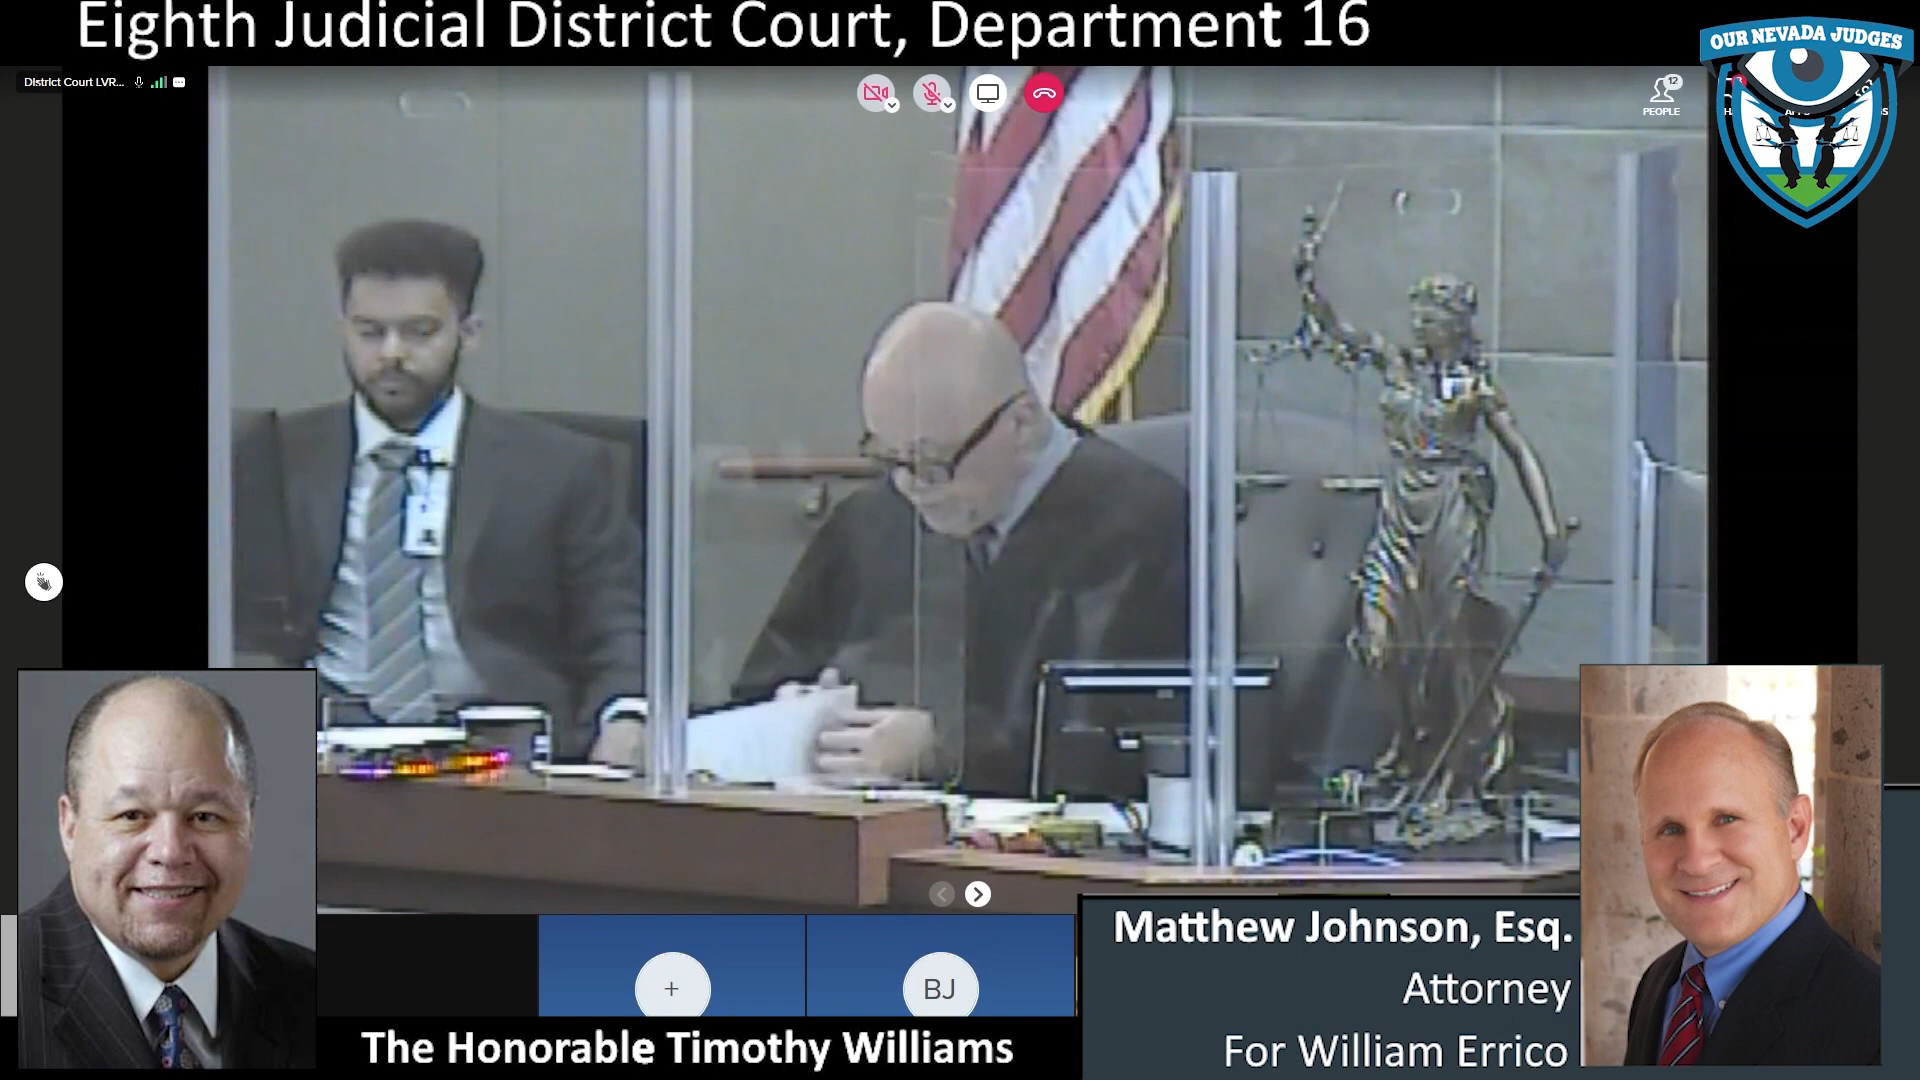 Eighth Judicial District Court, Department 16
OUR NEVADA JUDGES
District Court LVR...
12
PEOPLE
BJ
Matthew Johnson, Esq.
Attorney
For William Errico
The Honorable Timothy Williams